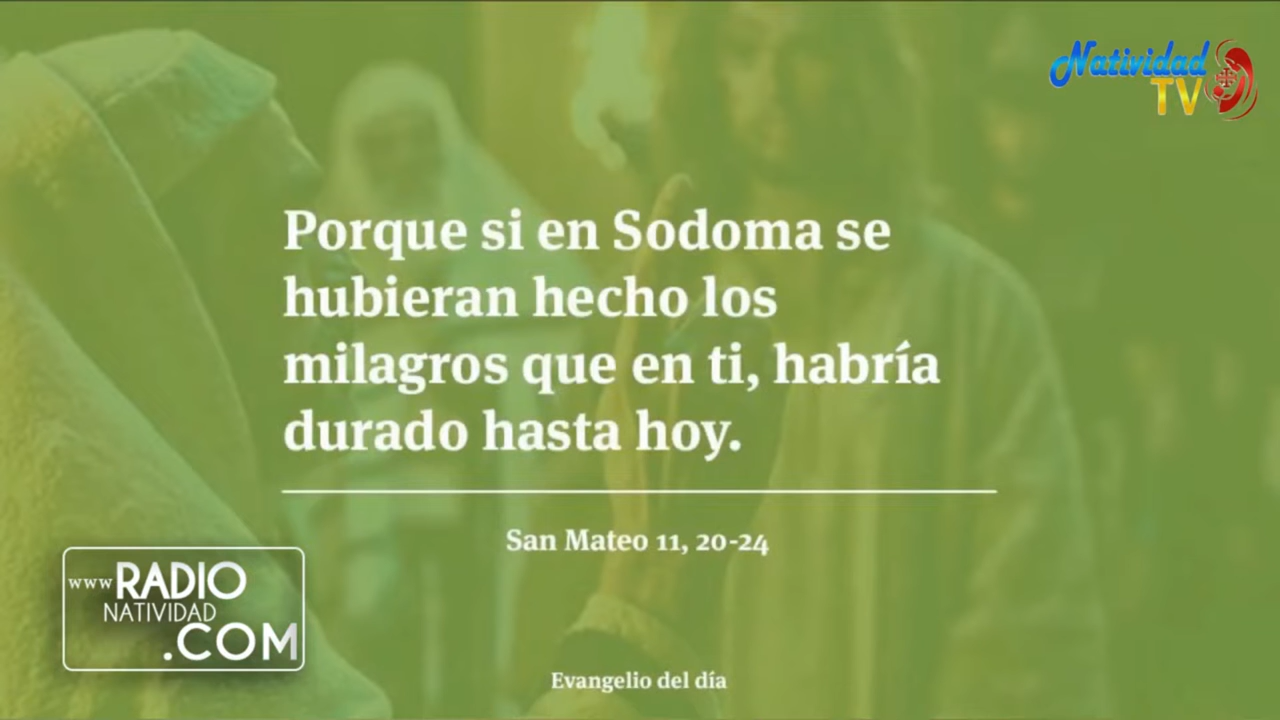 Natividad
TV
Porque si en Sodoma se
hubieran hecho los
milagros que en ti, habría
durado hasta hoy.
San Mateo 11, 20-24
www RADIO
NATIVIDAD
.COM
Evangelio del día